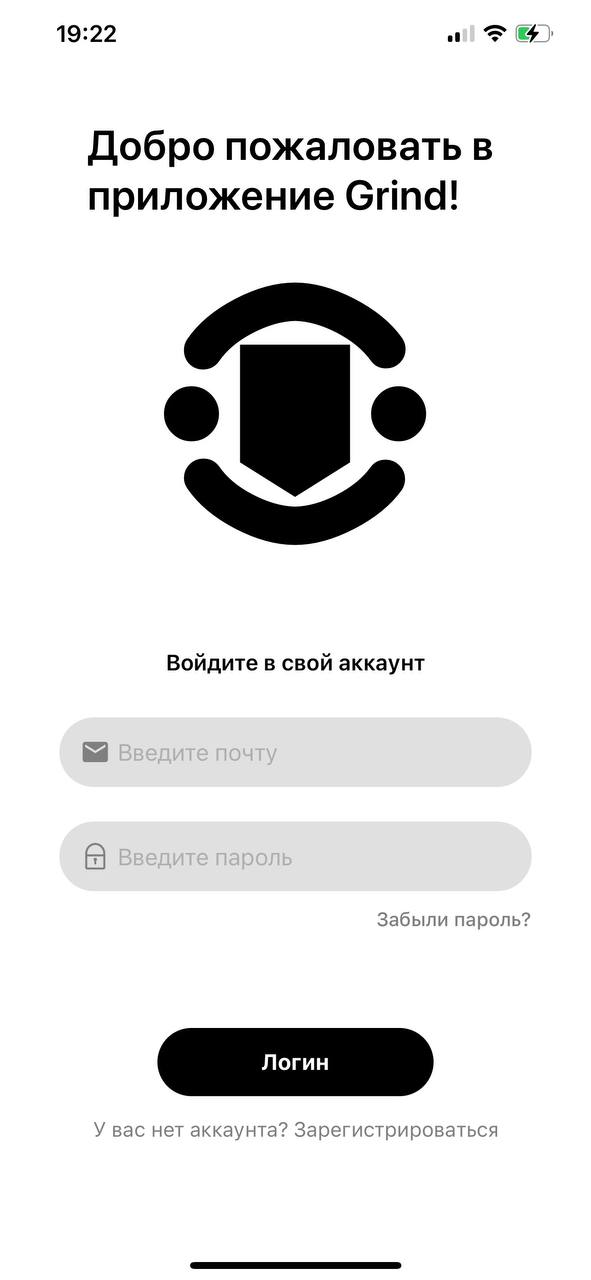 19:22
Добро пожаловать в
приложение Grind!
Войдите в свой аккаунт
Введите почту
Введите пароль
Забыли пароль?
Логин
У вас нет аккаунта? Зарегистрироваться